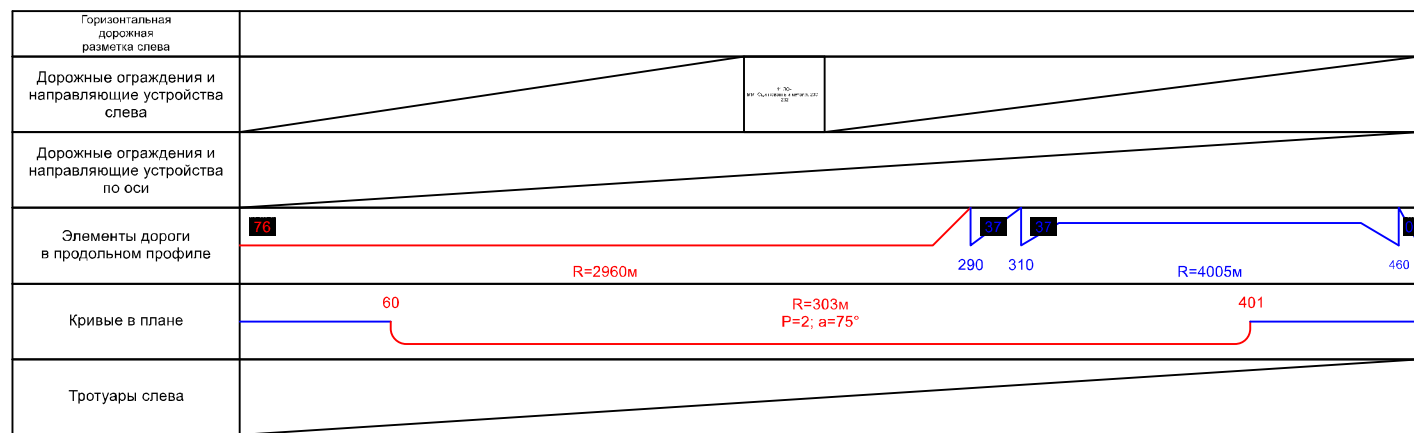 Горизонтальная
дорожная
разметка слева
Дорожные ограждения и
направляющие устройства
слева
Дорожные ограждения и
направляющие устройства
по оси
Элементы дороги
в продольном профиле
76
37
37
290
310
460
R=2960м
R=4005м
Кривые в плане
60
R=303м
P=2; a=75°
401
Тротуары слева